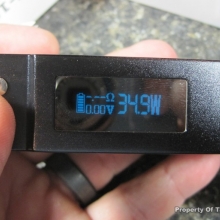 -.--Ω 34.9W
0.00V
Property Of T